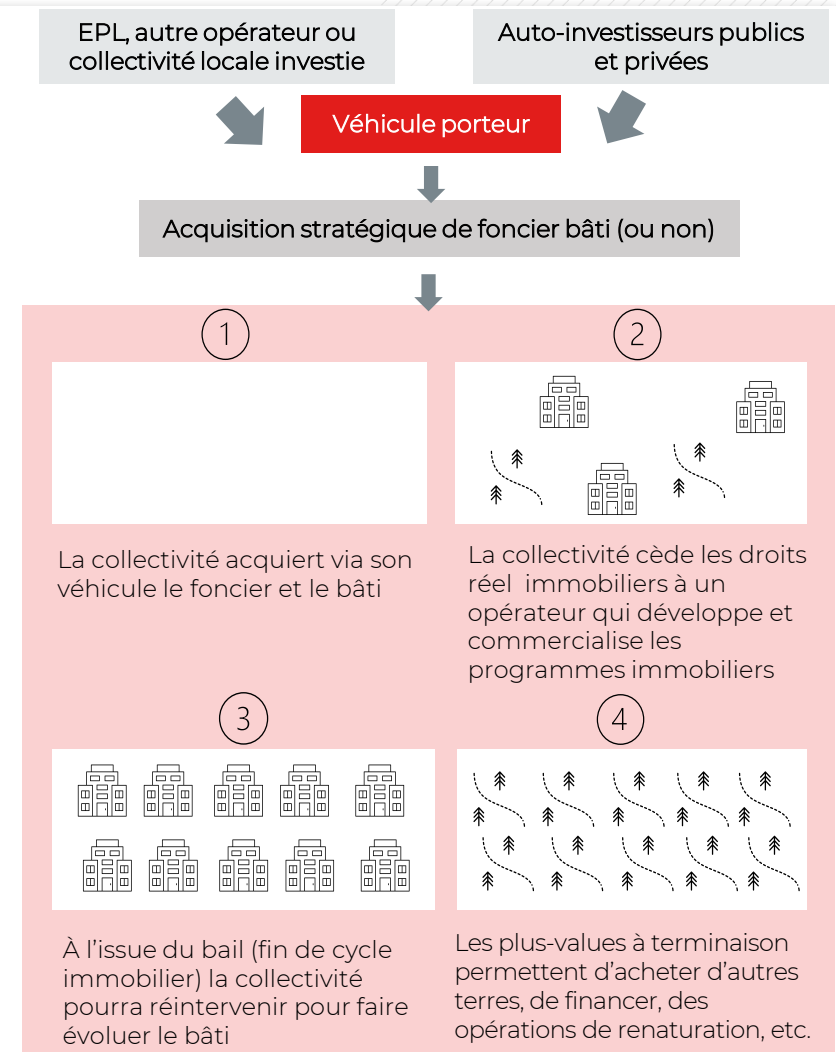 EPL, autre opérateur ou
collectivité locale investie
Auto-investisseurs publics
et privées
Véhicule porteur
Acquisition stratégique de foncier bâti (ou non)
1
La collectivité acquiert via son
véhicule le foncier et le bâti
2
La collectivité cède les droits
réel immobiliers à un
opérateur qui développe et
commercialise les
programmes immobiliers
3
À l’issue du bail (fin de cycle
immobilier) la collectivité
pourra réintervenir pour faire
évoluer le bâti
4
Les plus-values à terminaison
permettent d’acheter d’autres
terres, de financer, des
opérations de renaturation, etc.